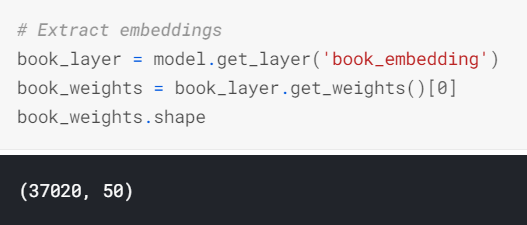 # Extract embeddings
book_layer = model.get_layer('book_embedding')
book_weights = book_layer.get_weights()[0]
book_weights.shape
(37020, 50)